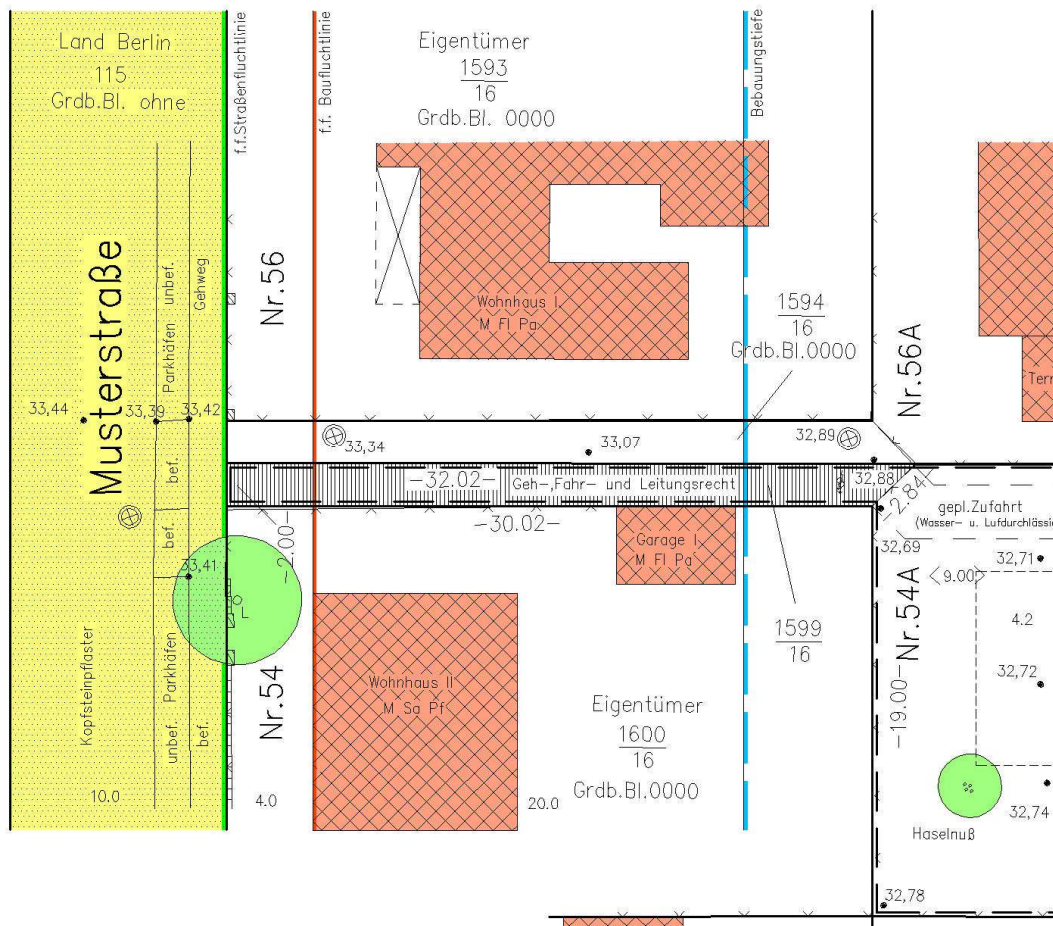 Land Berlin
115
Grdb.Bl. ohne
f.f.Straßenfluchtlinie
f.f. Baufluchtlinie
Eigentümer
1593
16
Grdb.Bl. 0000
Bebauungstiefe
Musterstraße
Parkhäfen unbef.
Gehweg
Nr.56
Wohnhaus I
M Fl Pa
1594
16
Grdb.Bl.0000
Nr.56A
33,44
33,39
33,42
33,34
33,07
32,89
bef.
-32.02-
Geh-,Fahr- und Leitungsrecht
32,88
-2.84-
gepl.Zufahrt
-30.02-
bef.
-2.00-
Garage I
M Fl Pa
32,69
32,71
33,41
9.00
L
1599
16
Nr.54A
4.2
Kopfsteinpflaster
unbef. Parkhäfen
bef.
Nr.54
Wohnhaus II
M Sa Pf
Eigentümer
1600
16
Grdb.Bl.0000
-19.00-
32,72
10.0
4.0
20.0
32,74
Haselnuß
32,78